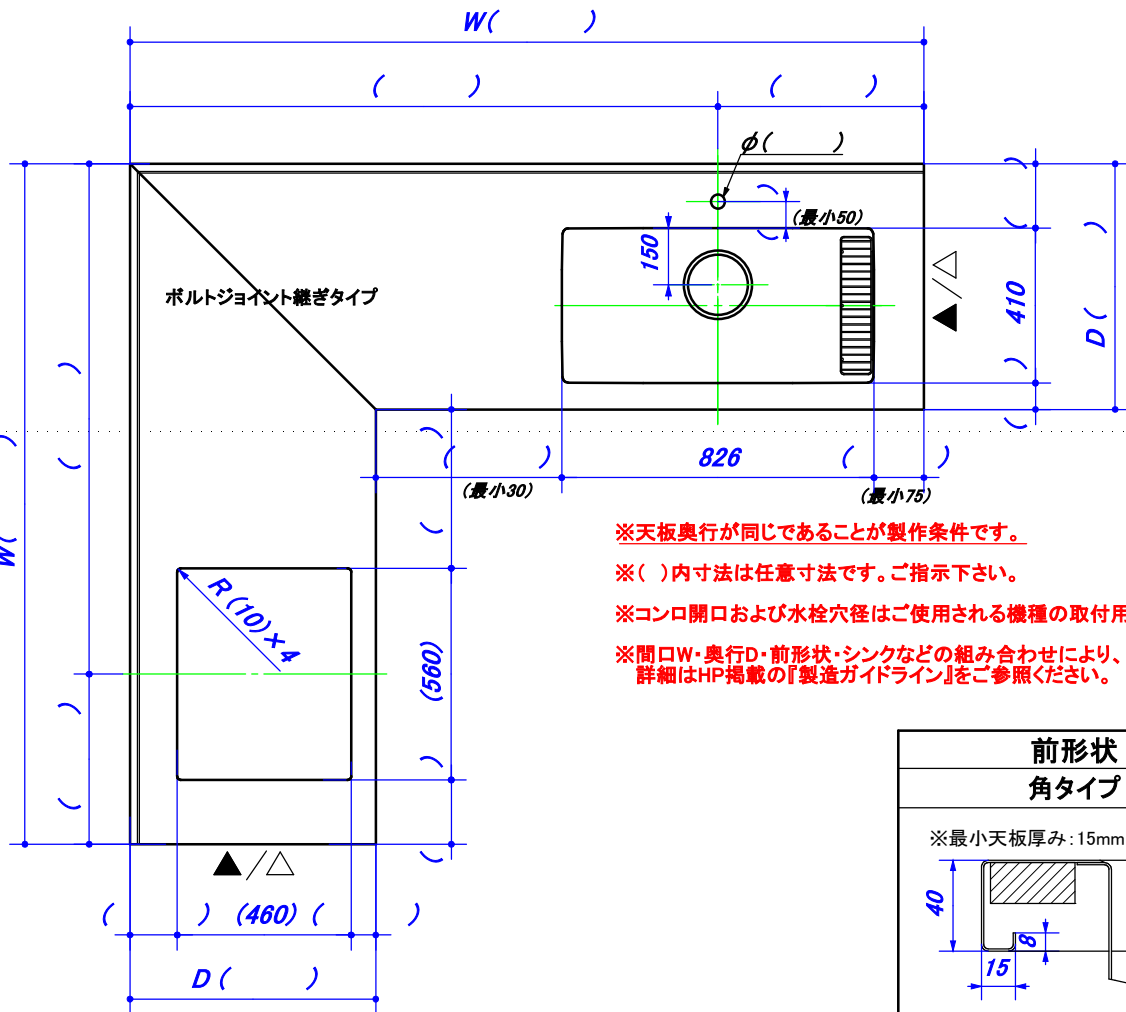 W(        )
(        )
(        )
φ(        )
(        )
(最小50)
150
ボルトジョイント継ぎタイプ
▲/△
(        )
410
(        )
D (        )
W(        )
(        )
(        )
(        )
826
(        )
(最小30)
(最小75)
※天板奥行が同じであることが製作条件です。
※(  )内寸法は任意寸法です。ご指示下さい。
※コンロ開口および水栓穴径はご使用される機種の取付用
※間口W・奥行D・前形状・シンクなどの組み合わせにより、
詳細はHP掲載の『製造ガイドライン』をご参照ください。
R(10)×4
(560)
(        )
(        )
▲/△
(        )
(460)
(        )
D (        )
前形状
角タイプ
※最小天板厚み:15mm
40
8
15